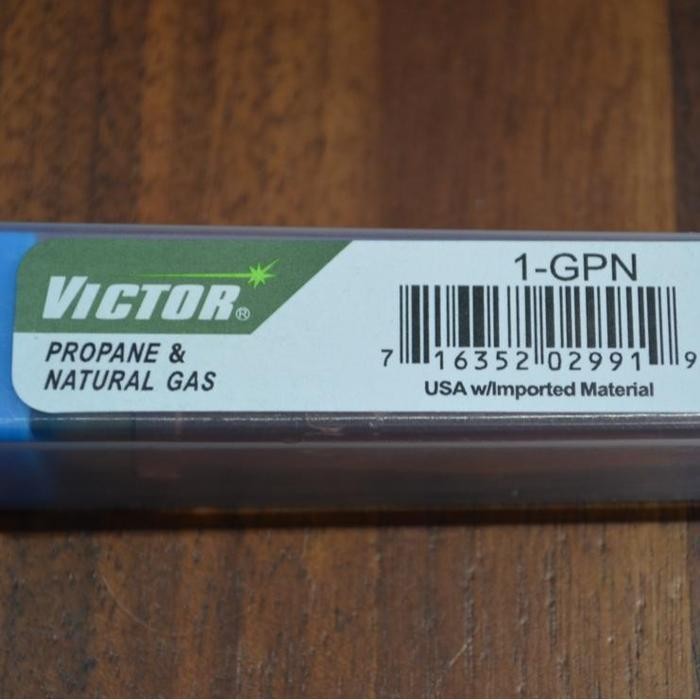 VICTOR®
PROPANE &
NATURAL GAS
1-GPN
7 16352 02991 9
USA w/Imported Material